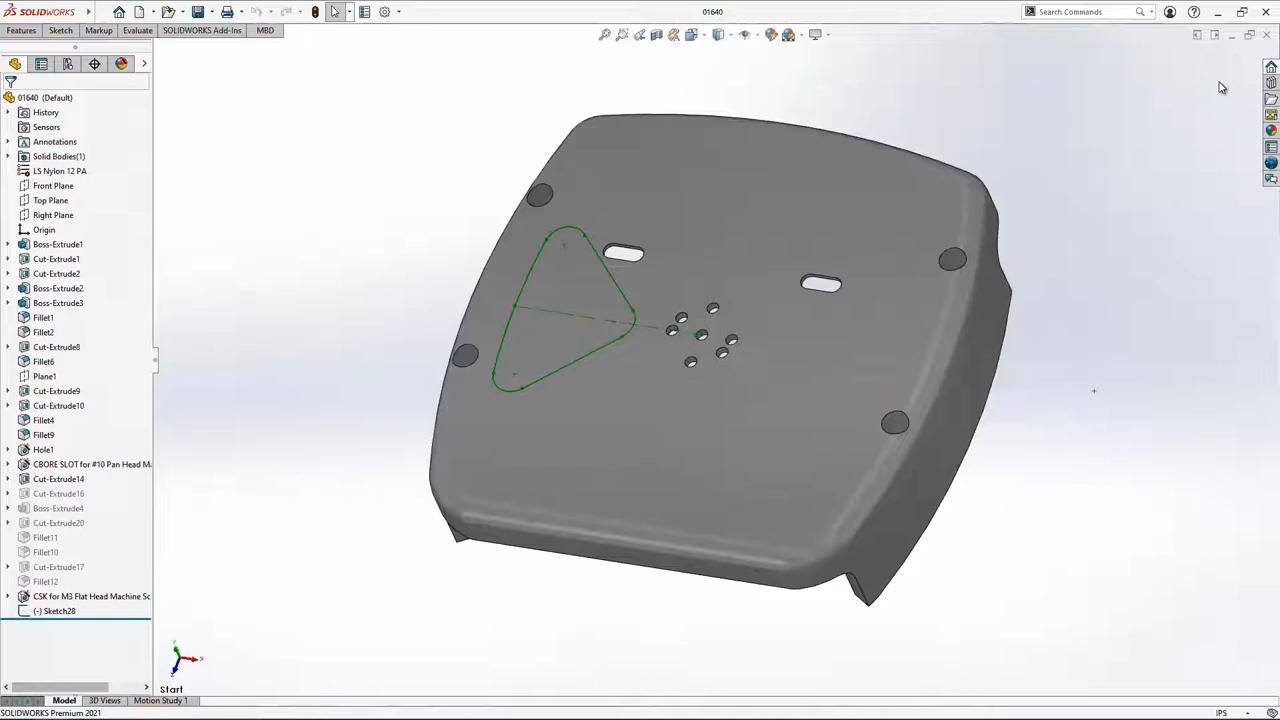 SOLIDWORKS
01640
Search Commands
Features
Sketch
Markup
Evaluate
SOLIDWORKS Add-Ins
MBD
01640 (Default)
History
Sensors
Annotations
Solid Bodies(1)
LS Nylon 12 PA
Front Plane
Top Plane
Right Plane
Origin
Boss-Extrude1
Cut-Extrude1
Cut-Extrude2
Boss-Extrude2
Boss-Extrude3
Fillet1
Fillet2
Cut-Extrude8
Fillet6
Plane1
Cut-Extrude9
Cut-Extrude10
Fillet4
Fillet9
Hole1
CBORE SLOT for #10 Pan Head M
Cut-Extrude14
Cut-Extrude16
Boss-Extrude4
Cut-Extrude20
Fillet11
Fillet10
Cut-Extrude17
Fillet12
CSK for M3 Flat Head Machine Sc
(-) Sketch28
Start
Model
3D Views
Motion Study 1
SOLIDWORKS Premium 2021
IPS